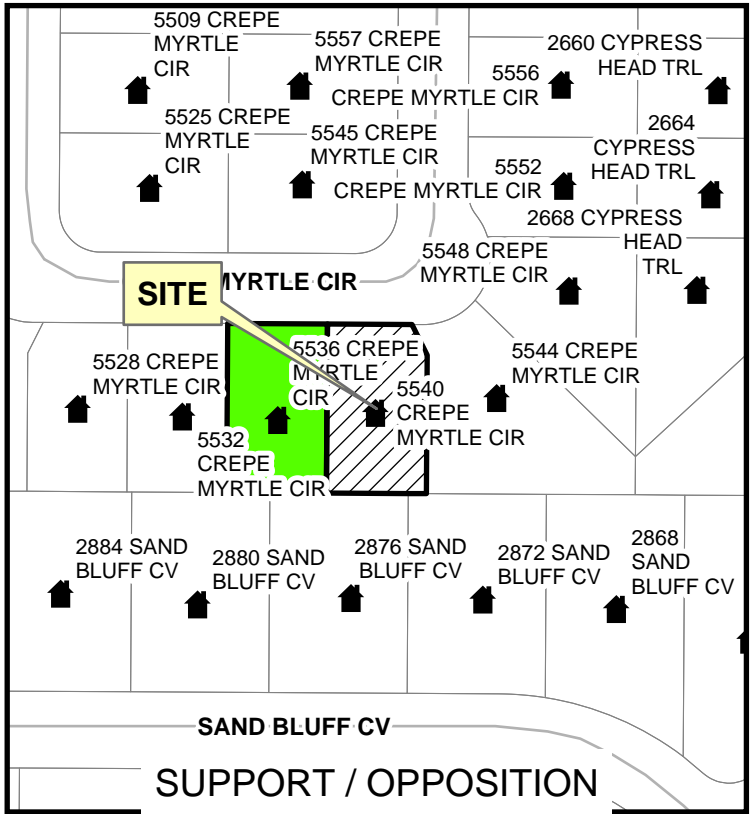 5509 CREPE
MYRTLE
CIR
5557 CREPE
MYRTLE CIR
5556
CREPE MYRTLE CIR
2660 CYPRESS
HEAD TRL
5525 CREPE
MYRTLE
CIR
5545 CREPE
MYRTLE CIR
5552
CREPE MYRTLE CIR
2664
CYPRESS
HEAD TRL
2668 CYPRESS
HEAD
TRL
5548 CREPE
MYRTLE CIR
SITE
MYRTLE CIR
5528 CREPE
MYRTLE CIR
5536 CREPE
MYRTLE
CIR
5544 CREPE
MYRTLE CIR
5540
CREPE
MYRTLE CIR
5532
CREPE
MYRTLE CIR
2884 SAND
BLUFF CV
2880 SAND
BLUFF CV
2876 SAND
BLUFF CV
2872 SAND
BLUFF CV
2868
SAND
BLUFF CV
SAND BLUFF CV
SUPPORT / OPPOSITION